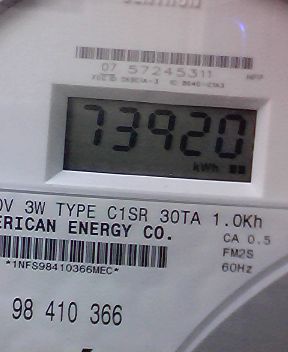 07 57245311
73920
kWh
0V 3W TYPE C1SR 30TA 1.0Kh
ERICAN ENERGY CO.
CA 0.5
FM2S
60Hz
*1NFS98410366MEC*
98 410 366